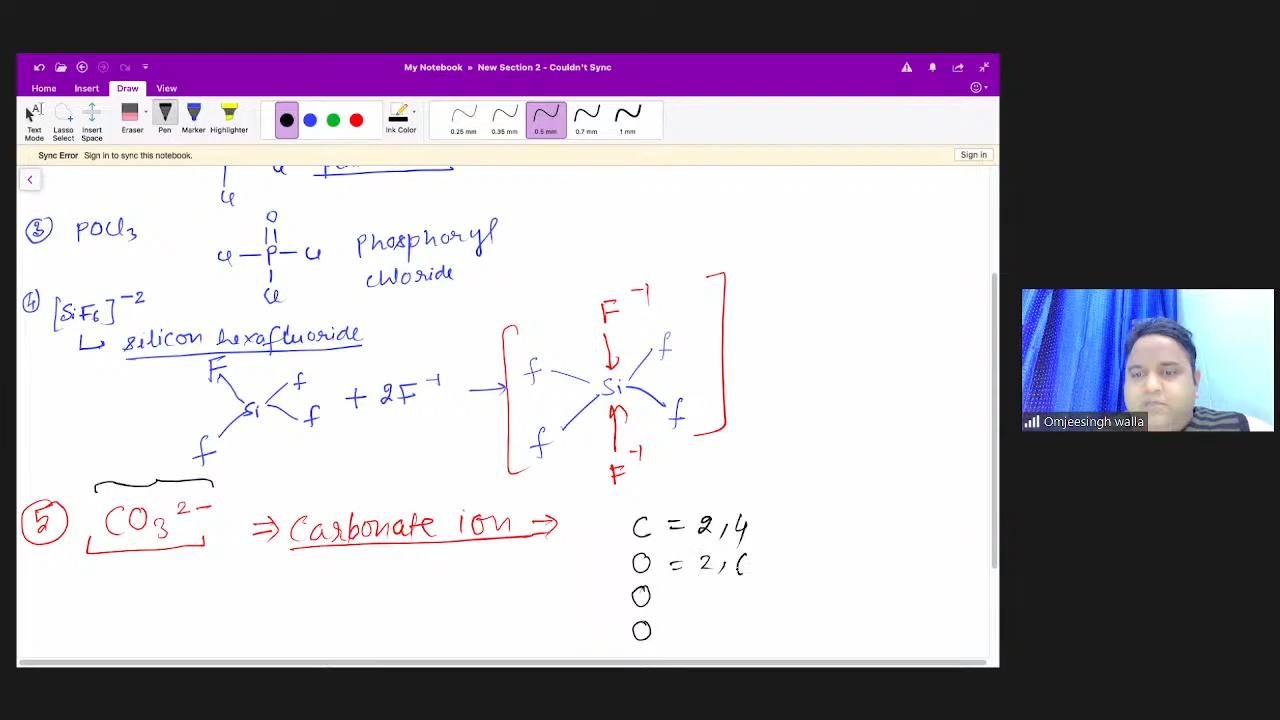 My Notebook » New Section 2 - Couldn't Sync
Home Insert Draw View
Text Mode Lasso Select Insert Space Eraser Pen Marker Highlighter Ink Color 0.25 mm 0.35 mm 0.5 mm 0.7 mm 1 mm
Sync Error Sign in to sync this notebook. Sign in
Cl
Cl
③ POCl₃
O
Cl P Cl
Cl
Phosphoryl
chloride
④ [SiF₆]⁻²
↳ silicon hexafluoride
F
Si f f
f
+ 2F⁻¹ →
F⁻¹
f Si f
f f
F⁻¹
⑤ CO₃²⁻ ⇒ Carbonate ion ⇒
C = 2,4
O = 2,
O
O
Omjeesingh walla